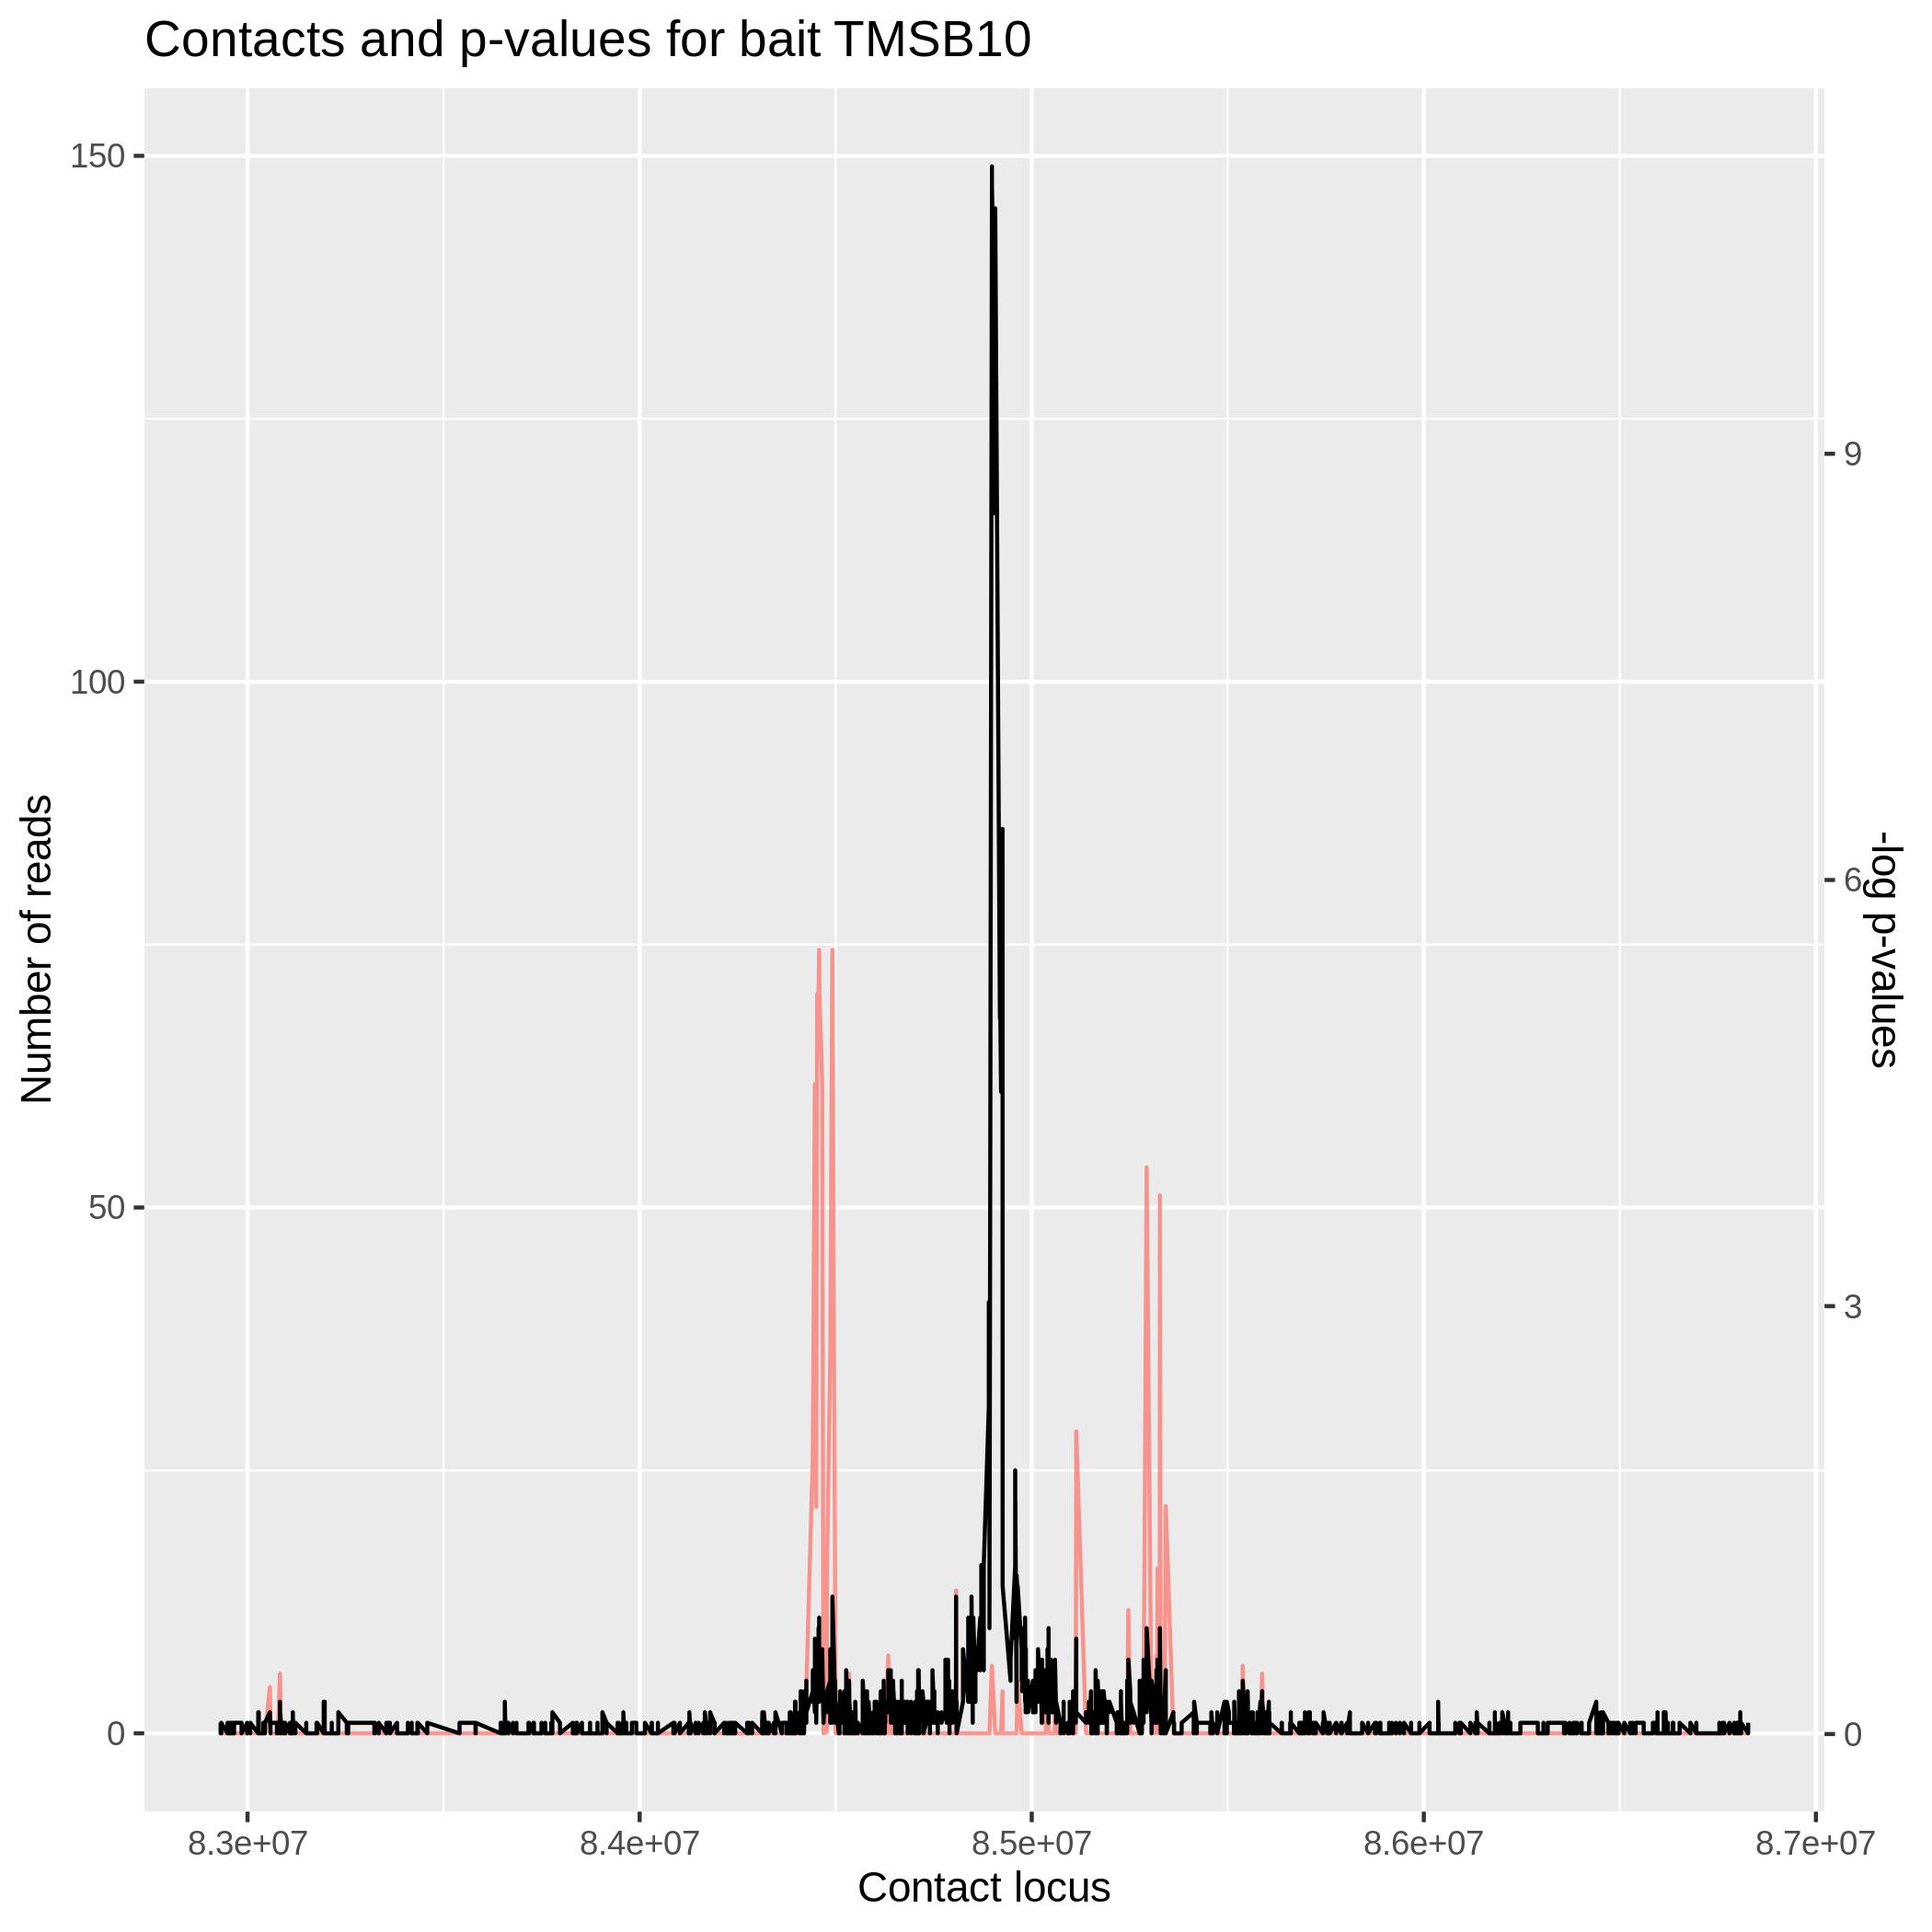 Contacts and p-values for bait TMSB10
150
100
50
0
Number of reads
9
6
3
0
-log p-values
8.3e+07
8.4e+07
8.5e+07
8.6e+07
8.7e+07
Contact locus